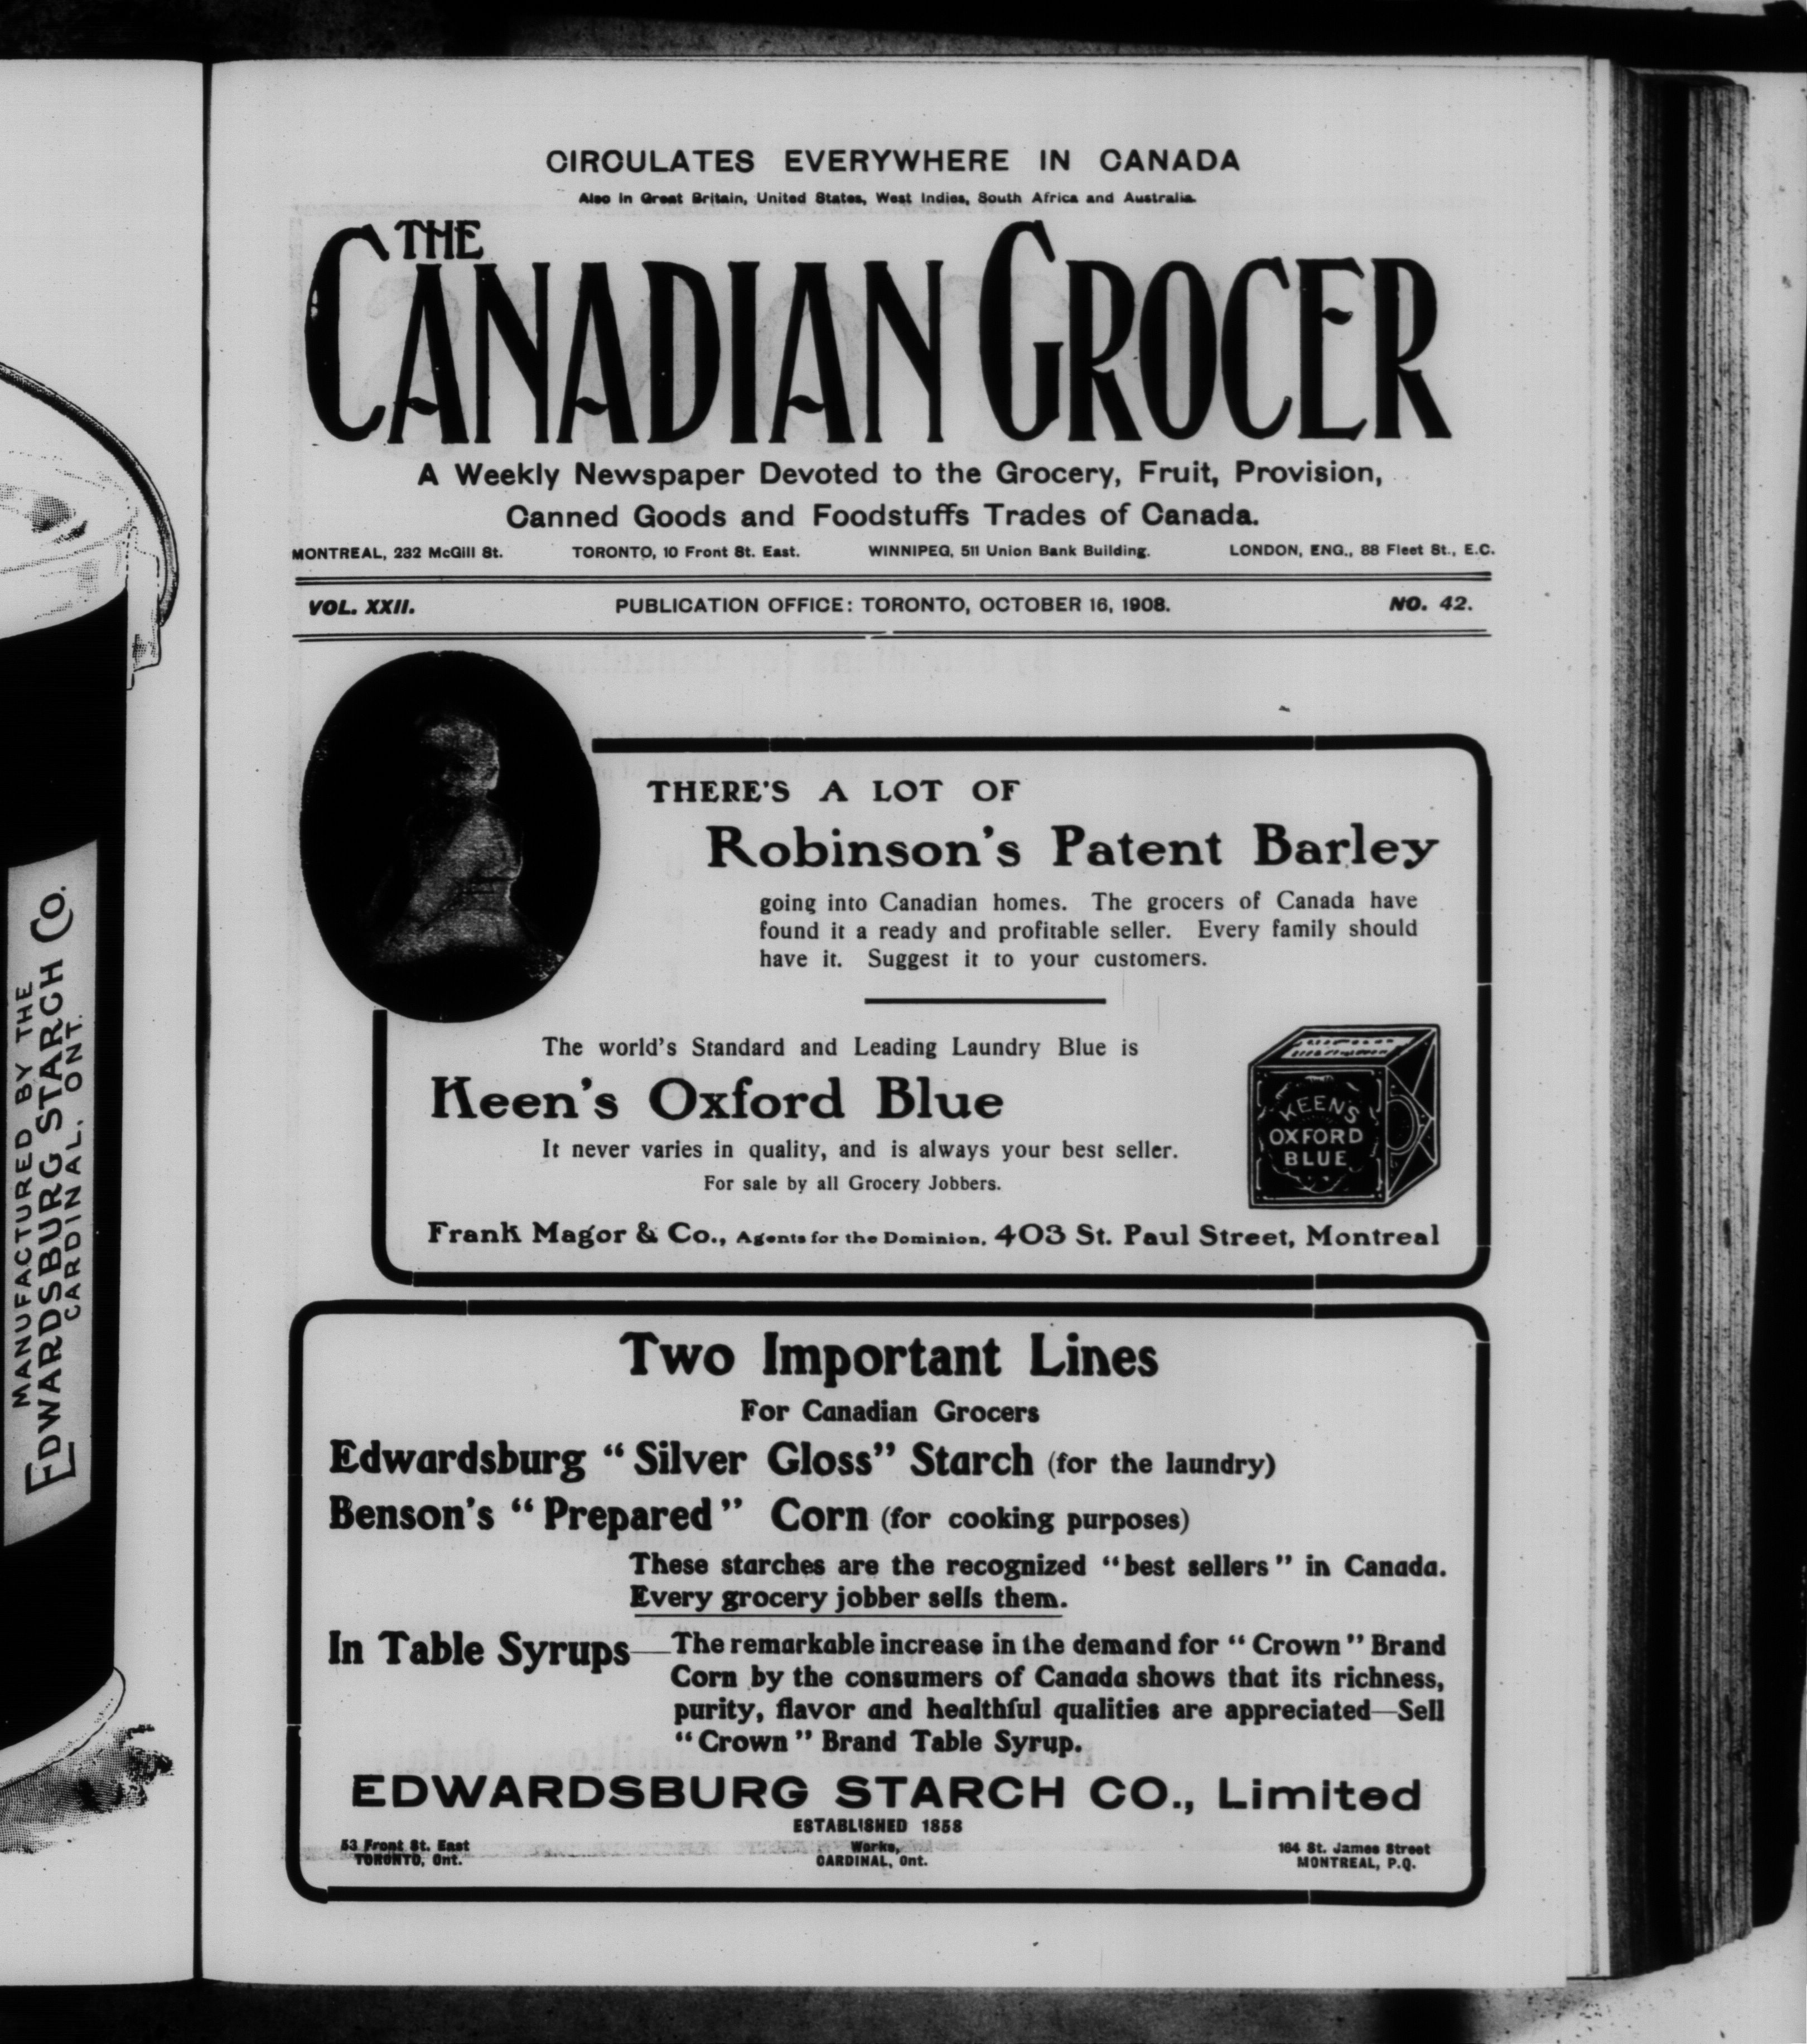 MANUFACTURED BY THE
EDWARDSBURG STARCH CO.
CARDINAL, ONT.
CIRCULATES EVERYWHERE IN CANADA
Also in Great Britain, United States, West Indies, South Africa and Australia.
THE
CANADIAN GROCER
A Weekly Newspaper Devoted to the Grocery, Fruit, Provision,
Canned Goods and Foodstuffs Trades of Canada.
MONTREAL, 232 McGill St. TORONTO, 10 Front St. East. WINNIPEG, 511 Union Bank Building. LONDON, ENG., 88 Fleet St., E.C.
VOL. XXII. PUBLICATION OFFICE: TORONTO, OCTOBER 16, 1908. NO. 42.
THERE'S A LOT OF
Robinson's Patent Barley
going into Canadian homes. The grocers of Canada have
found it a ready and profitable seller. Every family should
have it. Suggest it to your customers.
The world's Standard and Leading Laundry Blue is
Keen's Oxford Blue
It never varies in quality, and is always your best seller.
For sale by all Grocery Jobbers.
KEEN'S
OXFORD
BLUE
Frank Magor & Co., Agents for the Dominion, 403 St. Paul Street, Montreal
Two Important Lines
For Canadian Grocers
Edwardsburg "Silver Gloss" Starch (for the laundry)
Benson's "Prepared" Corn (for cooking purposes)
These starches are the recognized "best sellers" in Canada.
Every grocery jobber sells them.
In Table Syrups—The remarkable increase in the demand for "Crown" Brand
Corn by the consumers of Canada shows that its richness,
purity, flavor and healthful qualities are appreciated—Sell
"Crown" Brand Table Syrup.
EDWARDSBURG STARCH CO., Limited
ESTABLISHED 1858
53 Front St. East Works, 164 St. James Street
TORONTO, Ont. CARDINAL, Ont. MONTREAL, P.Q.